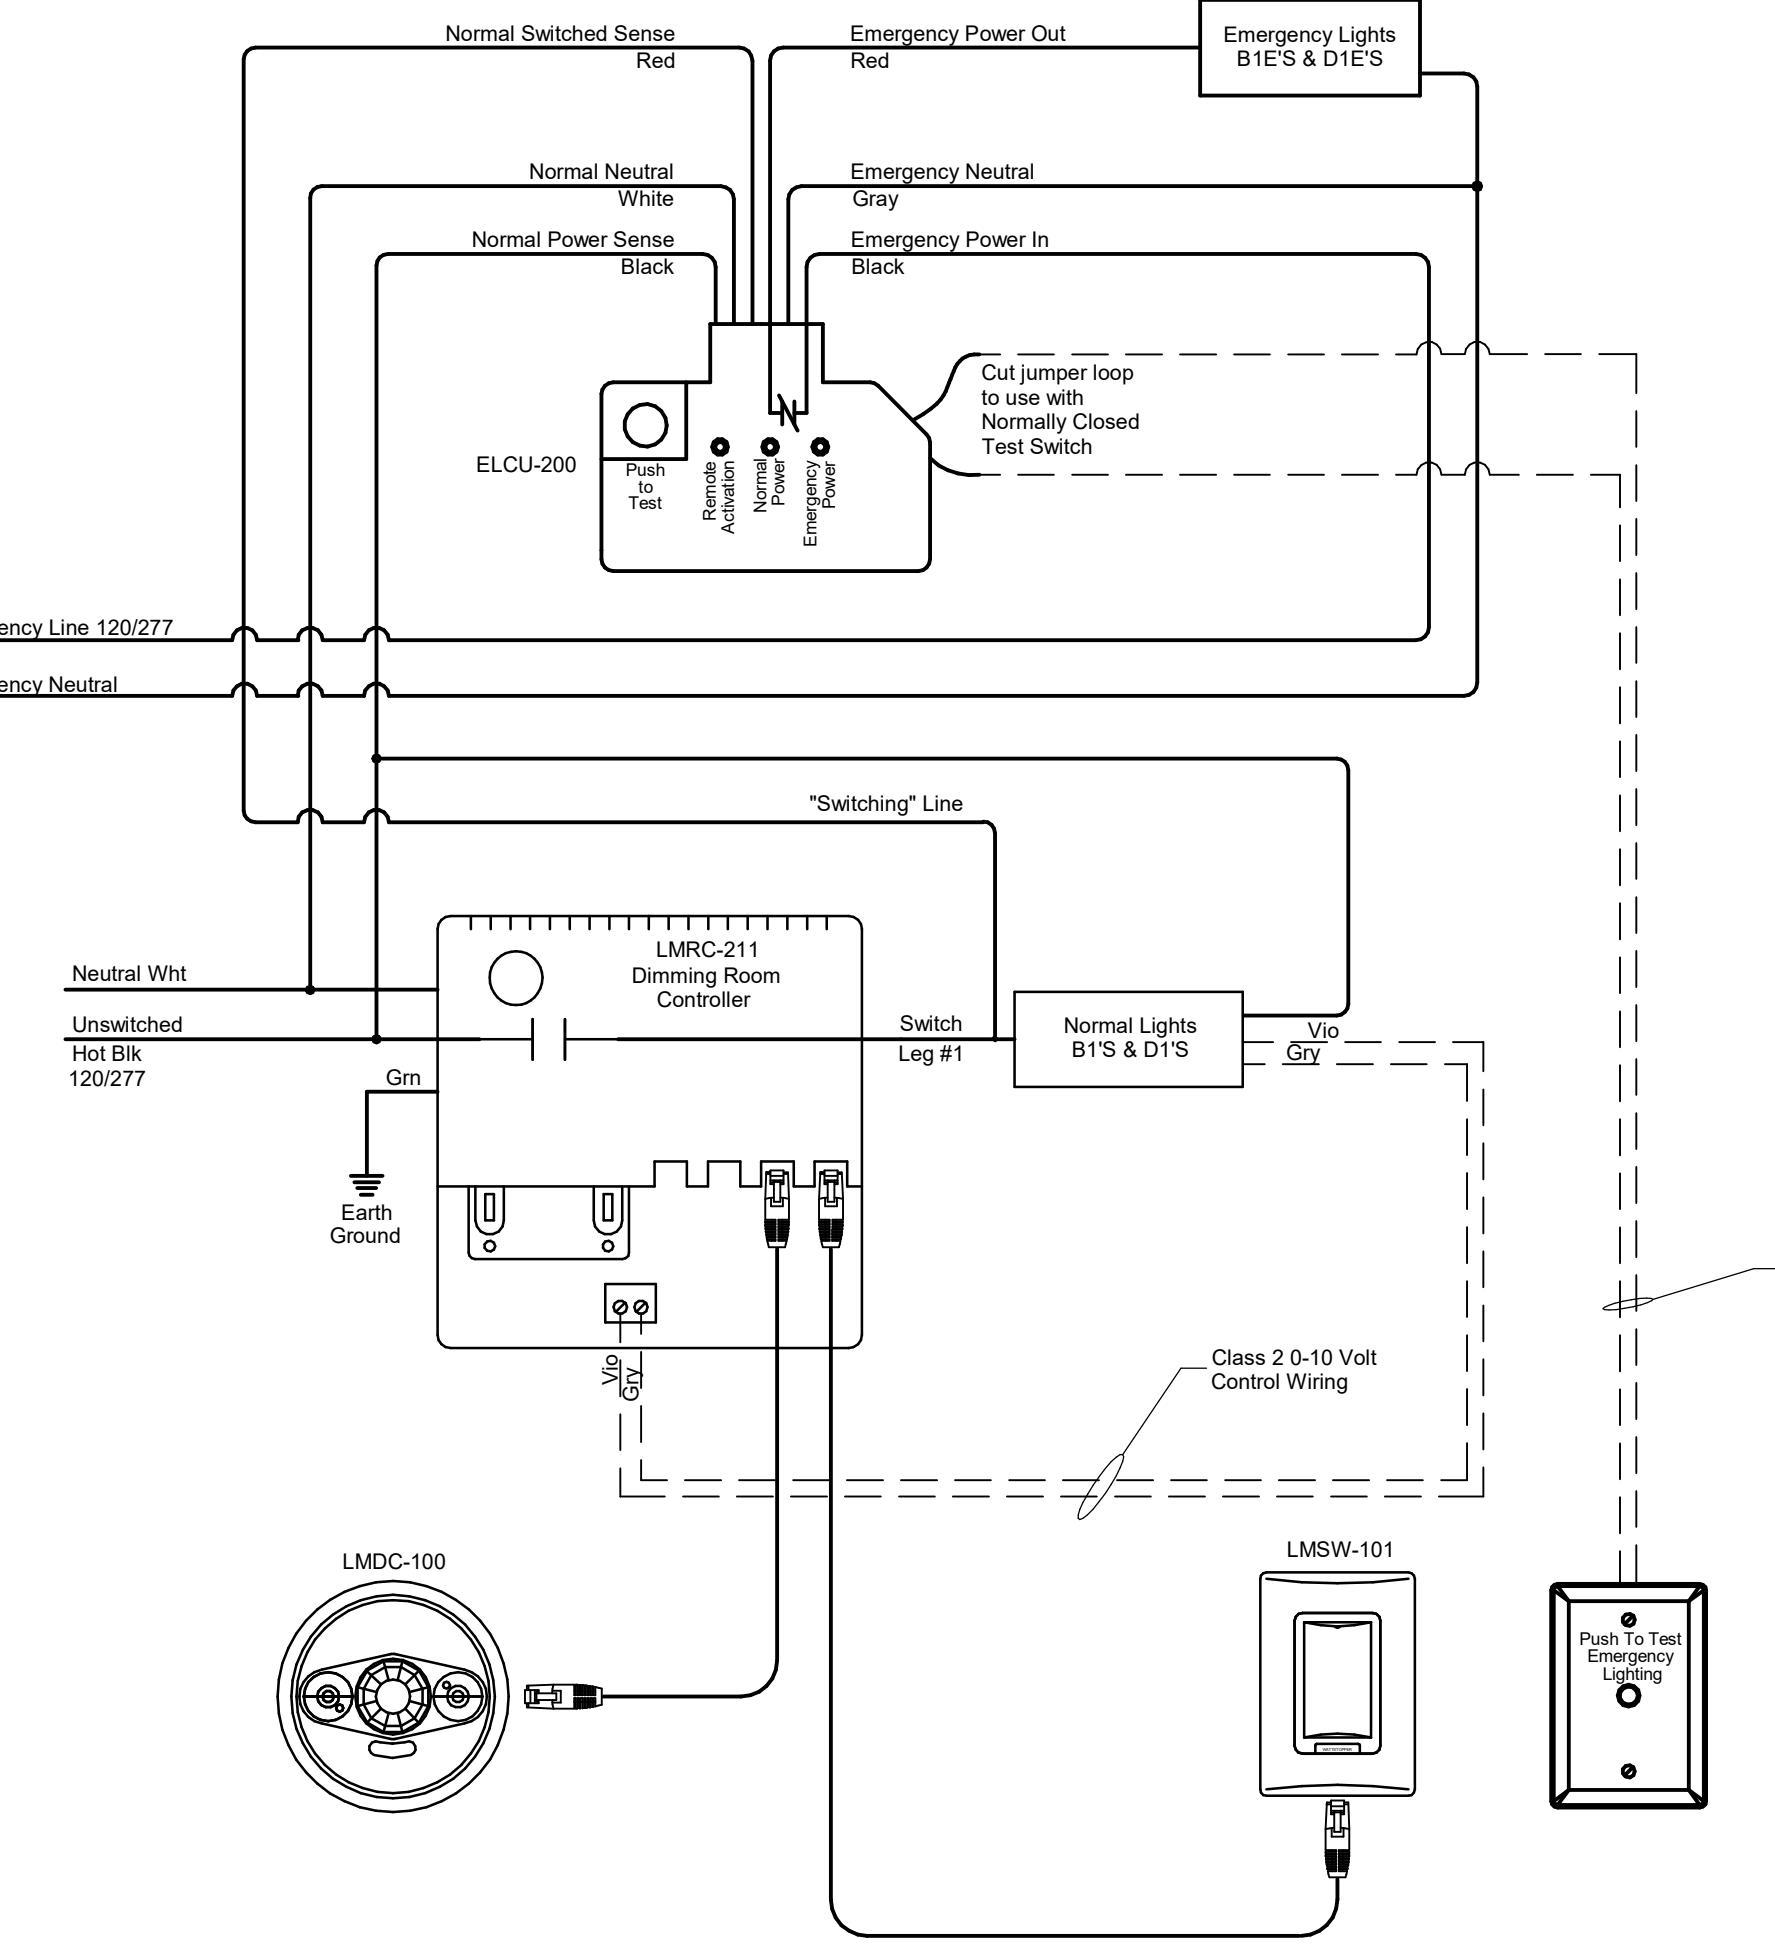 Normal Switched Sense
Red
Emergency Power Out
Red
Emergency Lights
B1E'S & D1E'S
Normal Neutral
White
Emergency Neutral
Gray
Normal Power Sense
Black
Emergency Power In
Black
Cut jumper loop
to use with
Normally Closed
Test Switch
ELCU-200
Push
to
Test
Remote
Activation
Normal
Power
Emergency
Power
ency Line 120/277
ency Neutral
"Switching" Line
LMRC-211
Dimming Room
Controller
Neutral Wht
Unswitched
Hot Blk
120/277
Grn
Earth
Ground
Switch
Leg #1
Normal Lights
B1'S & D1'S
Vio
Gry
Vio
Gry
Class 2 0-10 Volt
Control Wiring
LMDC-100
LMSW-101
WATTSTOPPER
Push To Test
Emergency
Lighting